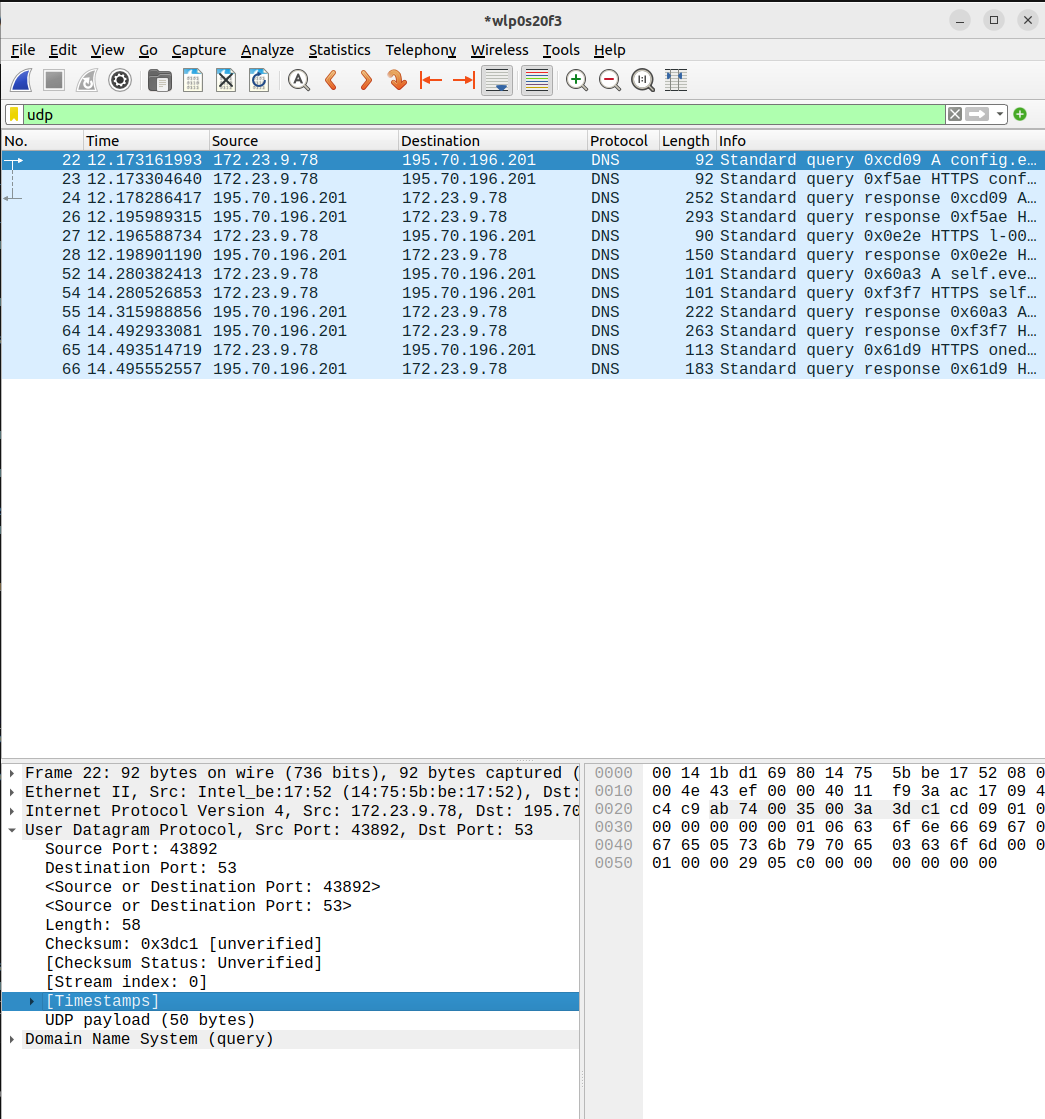 *wlp0s20f3
File Edit View Go Capture Analyze Statistics Telephony Wireless Tools Help
udp
No. Time Source Destination Protocol Length Info
22 12.173161993 172.23.9.78 195.70.196.201 DNS 92 Standard query 0xcd09 A config.e…
23 12.173304640 172.23.9.78 195.70.196.201 DNS 92 Standard query 0xf5ae HTTPS conf…
24 12.178286417 195.70.196.201 172.23.9.78 DNS 252 Standard query response 0xcd09 A…
26 12.195989315 195.70.196.201 172.23.9.78 DNS 293 Standard query response 0xf5ae H…
27 12.196588734 172.23.9.78 195.70.196.201 DNS 90 Standard query 0x0e2e HTTPS l-00…
28 12.198901190 195.70.196.201 172.23.9.78 DNS 150 Standard query response 0x0e2e H…
52 14.280382413 172.23.9.78 195.70.196.201 DNS 101 Standard query 0x60a3 A self.eve…
54 14.280526853 172.23.9.78 195.70.196.201 DNS 101 Standard query 0xf3f7 HTTPS self…
55 14.315988856 195.70.196.201 172.23.9.78 DNS 222 Standard query response 0x60a3 A…
64 14.492933081 195.70.196.201 172.23.9.78 DNS 263 Standard query response 0xf3f7 H…
65 14.493514719 172.23.9.78 195.70.196.201 DNS 113 Standard query 0x61d9 HTTPS oned…
66 14.495552557 195.70.196.201 172.23.9.78 DNS 183 Standard query response 0x61d9 H…
Frame 22: 92 bytes on wire (736 bits), 92 bytes captured (
Ethernet II, Src: Intel_be:17:52 (14:75:5b:be:17:52), Dst:
Internet Protocol Version 4, Src: 172.23.9.78, Dst: 195.70
User Datagram Protocol, Src Port: 43892, Dst Port: 53
Source Port: 43892
Destination Port: 53
<Source or Destination Port: 43892>
<Source or Destination Port: 53>
Length: 58
Checksum: 0x3dc1 [unverified]
[Checksum Status: Unverified]
[Stream index: 0]
[Timestamps]
UDP payload (50 bytes)
Domain Name System (query)
0000 00 14 1b d1 69 80 14 75 5b be 17 52 08 0
0010 00 4e 43 ef 00 00 40 11 f9 3a ac 17 09 4
0020 c4 c9 ab 74 00 35 00 3a 3d c1 cd 09 01 0
0030 00 00 00 00 00 01 06 63 6f 6e 66 69 67 0
0040 67 65 05 73 6b 79 70 65 03 63 6f 6d 00 0
0050 01 00 00 29 05 c0 00 00 00 00 00 00